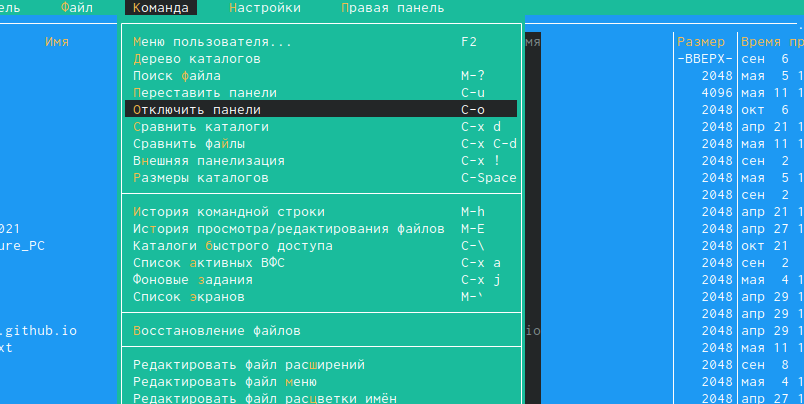 ель Файл Команда Настройки Правая панель
Имя Меню пользователя... F2 мя Размер Время пр
Дерево каталогов -ВВЕРХ- сен 6
Поиск файла M-? 2048 мая 5 1
Переставить панели C-u 4096 мая 11 1
Отключить панели C-o 2048 окт 6
Сравнить каталоги C-x d 2048 апр 21 1
Сравнить файлы C-x C-d 2048 мая 11 1
Внешняя панелизация C-x ! 2048 сен 2
Размеры каталогов C-Space 2048 мая 5 1
2048 сен 2
История командной строки M-h 2048 апр 21 1
021 История просмотра/редактирования файлов M-E 2048 апр 27 1
ure_PC Каталоги быстрого доступа C-\ 2048 окт 21
Список активных ВФС C-x a 2048 сен 2
Фоновые задания C-x j 2048 мая 4 1
Список экранов M-` 2048 апр 29 1
2048 апр 29 1
.github.io Восстановление файлов io 2048 апр 29 1
xt 2048 мая 11 1
Редактировать файл расширений 2048 сен 8
Редактировать файл меню 2048 мая 4 1
Редактировать файл расцветки имён 2048 апр 27 1